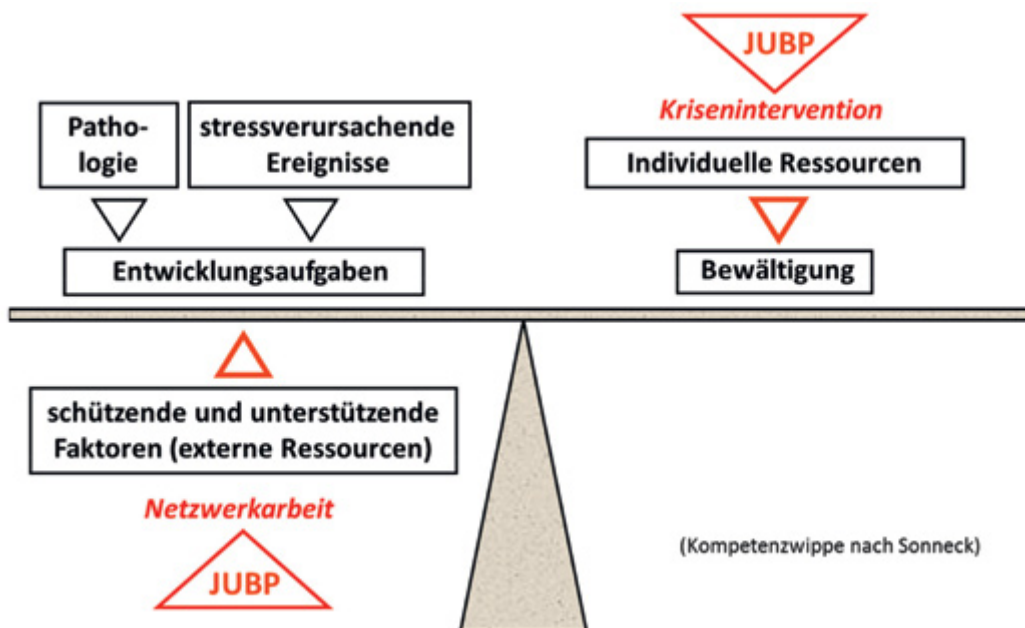 JUBP
Krisenintervention
Patho-
logie
stressverursachende
Ereignisse
Individuelle Ressourcen
Entwicklungsaufgaben
Bewältigung
schützende und unterstützende
Faktoren (externe Ressourcen)
Netzwerkarbeit
JUBP
(Kompetenzwippe nach Sonneck)